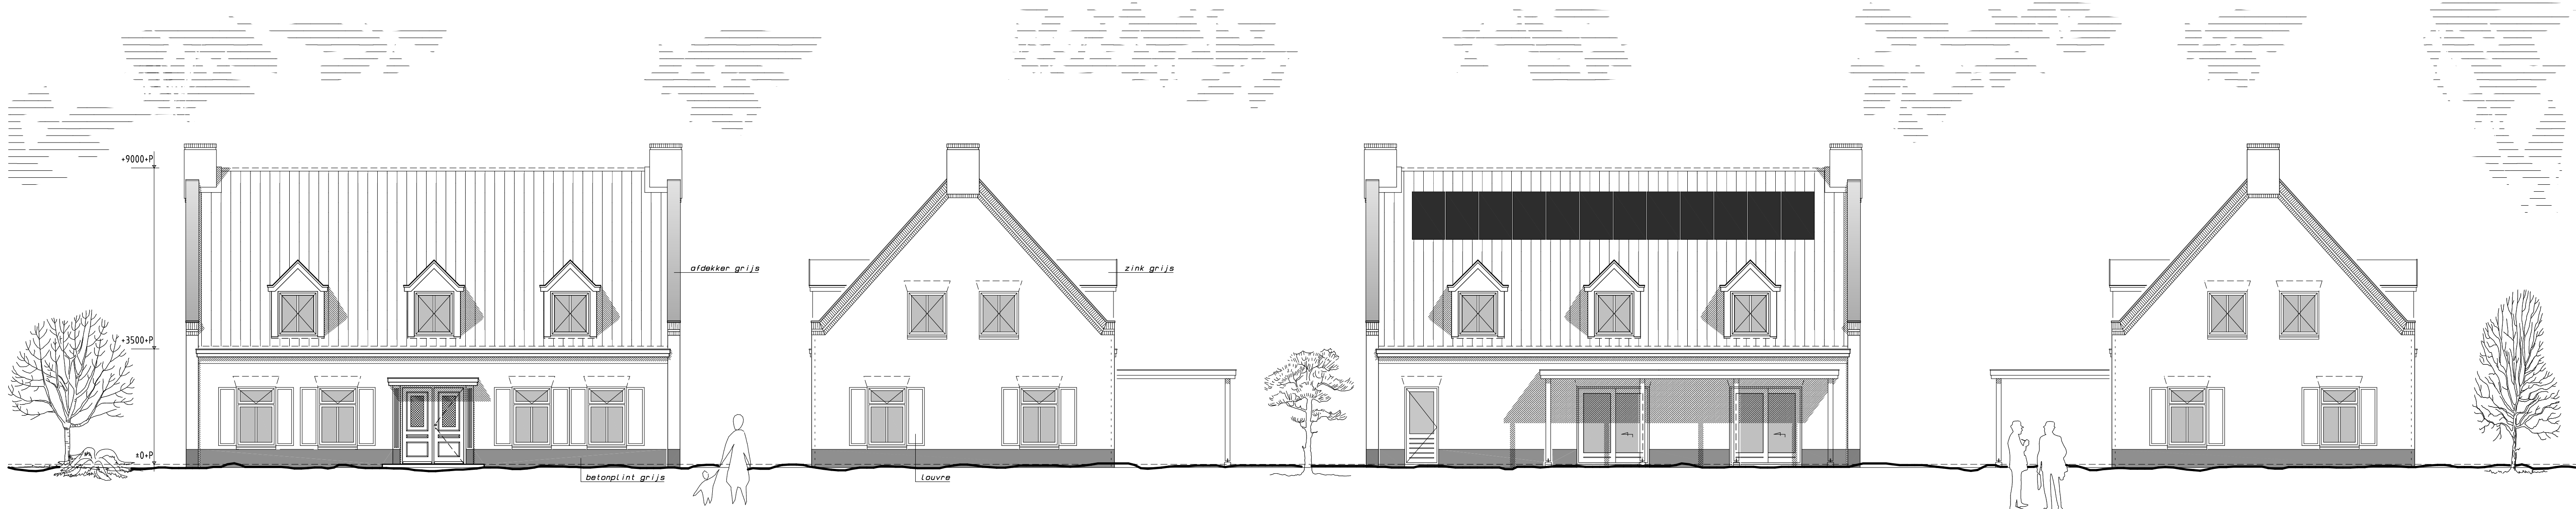 +9000+P
afdekker grijs
zink grijs
+3500+P
±0+P
betonplint grijs
louvre